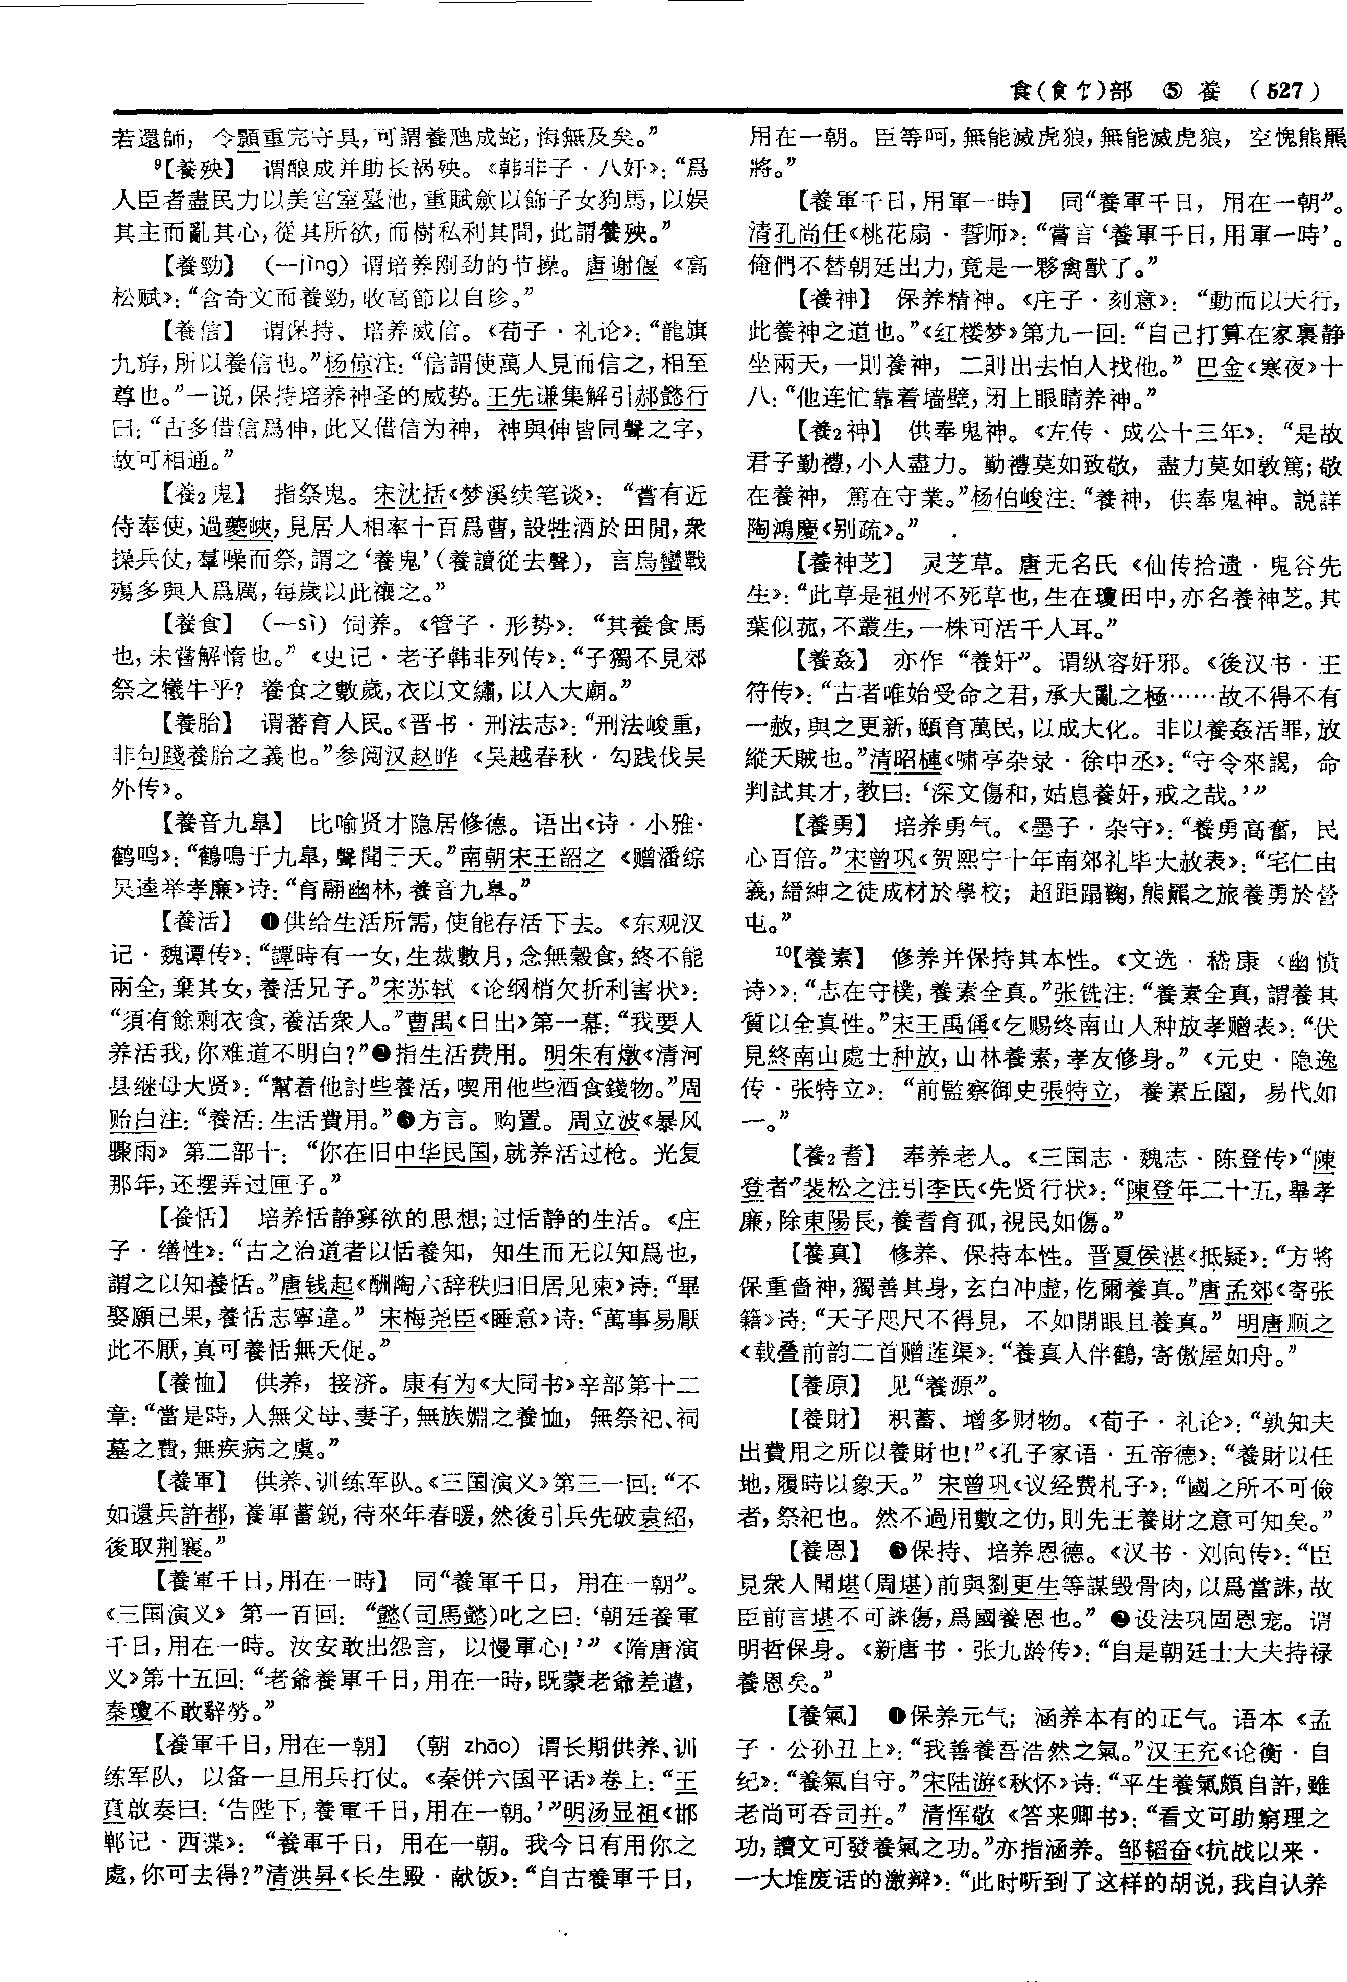 食(飠饣)部 ⑤ 養 (527)
若還師，令顥重完守具，可謂養虺成蛇，悔無及矣。”
⁹【養殃】 谓酿成并助长祸殃。《韩非子·八奸》：“爲
人臣者盡民力以美宫室臺池，重賦斂以飾子女狗馬，以娱
其主而亂其心，從其所欲，而樹私利其間，此謂養殃。”
【養勁】 （—jìng）谓培养刚劲的节操。唐谢偃《高
松赋》：“含奇文而養勁，收高節以自珍。”
【養信】 谓保持、培养威信。《荀子·礼论》：“龍旗
九斿，所以養信也。”杨倞注：“信謂使萬人見而信之，相至
尊也。”一说，保持培养神圣的威势。王先谦集解引郝懿行
曰：“古多借信爲伸，此又借信为神，神與伸皆同聲之字，
故可相通。”
【養₂鬼】 指祭鬼。宋沈括《梦溪续笔谈》：“嘗有近
侍奉使，過夔峽，見居人相率十百爲曹，設牲酒於田間，衆
操兵仗，羣噪而祭，謂之‘養鬼’（養讀從去聲），言烏蠻戰
殤多與人爲厲，每歲以此禳之。”
【養食】 （—sì）饲养。《管子·形势》：“其養食馬
也，未嘗解惰也。”《史记·老子韩非列传》：“子獨不見郊
祭之犧牛乎？養食之數歲，衣以文繡，以入大廟。”
【養胎】 谓蕃育人民。《晋书·刑法志》：“刑法峻重，
非句踐養胎之義也。”参阅汉赵晔《吴越春秋·勾践伐吴
外传》。
【養音九皋】 比喻贤才隐居修德。语出《诗·小雅·
鹤鸣》：“鶴鳴于九皋，聲聞于天。”南朝宋王韶之《赠潘综
吴逵举孝廉》诗：“育翮幽林，養音九皋。”
【養活】 ❶供给生活所需，使能存活下去。《东观汉
记·魏谭传》：“譚時有一女，生裁數月，念無穀食，終不能
兩全，棄其女，養活兄子。”宋苏轼《论纲梢欠折利害状》：
“須有餘剩衣食，養活衆人。”曹禺《日出》第一幕：“我要人
养活我，你难道不明白？”❷指生活费用。明朱有燉《清河
县继母大贤》：“幫着他討些養活，喫用他些酒食錢物。”周
贻白注：“養活：生活費用。”❸方言。购置。周立波《暴风
骤雨》第二部十：“你在旧中华民国，就养活过枪。光复
那年，还摆弄过匣子。”
【養恬】 培养恬静寡欲的思想；过恬静的生活。《庄
子·缮性》：“古之治道者以恬養知，知生而无以知爲也，
謂之以知養恬。”唐钱起《酬陶六辞秩归旧居见柬》诗：“畢
娶願已果，養恬志寧違。”宋梅尧臣《睡意》诗：“萬事易厭
此不厭，真可養恬無夭促。”
【養恤】 供养，接济。康有为《大同书》辛部第十二
章：“當是時，人無父母、妻子，無族姻之養恤，無祭祀、祠
墓之費，無疾病之虞。”
【養軍】 供养、训练军队。《三国演义》第三一回：“不
如還兵許都，養軍蓄鋭，待來年春暖，然後引兵先破袁紹，
後取荆襄。”
【養軍千日，用在一時】 同“養軍千日，用在一朝”。
《三国演义》第一百回：“懿（司馬懿）叱之曰：‘朝廷養軍
千日，用在一時。汝安敢出怨言，以慢軍心！’”《隋唐演
义》第十五回：“老爺養軍千日，用在一時，既蒙老爺差遣，
秦瓊不敢辭勞。”
【養軍千日，用在一朝】 （朝 zhāo）谓长期供养、训
练军队，以备一旦用兵打仗。《秦併六国平话》卷上：“王
賁啟奏曰：‘告陛下：養軍千日，用在一朝。’”明汤显祖《邯
郸记·西谍》：“養軍千日，用在一朝。我今日有用你之
處，你可去得？”清洪昇《长生殿·献饭》：“自古養軍千日，
用在一朝。臣等呵，無能滅虎狼，無能滅虎狼，空愧熊羆
將。”
【養軍千日，用軍一時】 同“養軍千日，用在一朝”。
清孔尚任《桃花扇·誓师》：“嘗言‘養軍千日，用軍一時’。
俺們不替朝廷出力，竟是一夥禽獸了。”
【養神】 保养精神。《庄子·刻意》：“動而以天行，
此養神之道也。”《红楼梦》第九一回：“自己打算在家裏静
坐兩天，一則養神，二則出去怕人找他。”巴金《寒夜》十
八：“他连忙靠着墙壁，闭上眼睛养神。”
【養₂神】 供奉鬼神。《左传·成公十三年》：“是故
君子勤禮，小人盡力。勤禮莫如致敬，盡力莫如敦篤；敬
在養神，篤在守業。”杨伯峻注：“養神，供奉鬼神。説詳
陶鴻慶《别疏》。”
【養神芝】 灵芝草。唐无名氏《仙传拾遗·鬼谷先
生》：“此草是祖州不死草也，生在瓊田中，亦名養神芝。其
葉似菰，不叢生，一株可活千人耳。”
【養姦】 亦作“養奸”。谓纵容奸邪。《後汉书·王
符传》：“古者唯始受命之君，承大亂之極……故不得不有
一赦，與之更新，頤育萬民，以成大化。非以養姦活罪，放
縱天賊也。”清昭槤《啸亭杂录·徐中丞》：“守令來謁，命
判試其才，教曰：‘深文傷和，姑息養奸，戒之哉。’”
【養勇】 培养勇气。《墨子·杂守》：“養勇高奮，民
心百倍。”宋曾巩《贺熙宁十年南郊礼毕大赦表》：“宅仁由
義，縉紳之徒成材於學校；超距蹋鞠，熊羆之旅養勇於營
屯。”
¹⁰【養素】 修养并保持其本性。《文选·嵇康〈幽愤
诗〉》：“志在守樸，養素全真。”张铣注：“養素全真，謂養其
質以全真性。”宋王禹偁《乞赐终南山人种放孝赠表》：“伏
見終南山處士种放，山林養素，孝友修身。”《元史·隐逸
传·张特立》：“前監察御史張特立，養素丘園，易代如
一。”
【養₂耆】 奉养老人。《三国志·魏志·陈登传》“陳
登者”裴松之注引李氏《先贤行状》：“陳登年二十五，舉孝
廉，除東陽長，養耆育孤，視民如傷。”
【養真】 修养、保持本性。晋夏侯湛《抵疑》：“方將
保重嗇神，獨善其身，玄白冲虚，仡爾養真。”唐孟郊《寄张
籍》诗：“天子咫尺不得見，不如閉眼且養真。”明唐顺之
《载叠前韵二首赠莲渠》：“養真人伴鶴，寄傲屋如舟。”
【養原】 见“養源”。
【養財】 积蓄、增多财物。《荀子·礼论》：“孰知夫
出費用之所以養財也！”《孔子家语·五帝德》：“養財以任
地，履時以象天。”宋曾巩《议经费札子》：“國之所不可儉
者，祭祀也。然不過用數之仂，則先王養財之意可知矣。”
【養恩】 ❶保持、培养恩德。《汉书·刘向传》：“臣
見衆人聞堪（周堪）前與劉更生等謀毁骨肉，以爲當誅，故
臣前言堪不可誅傷，爲國養恩也。”❷设法巩固恩宠。谓
明哲保身。《新唐书·张九龄传》：“自是朝廷士大夫持禄
養恩矣。”
【養氣】 ❶保养元气；涵养本有的正气。语本《孟
子·公孙丑上》：“我善養吾浩然之氣。”汉王充《论衡·自
纪》：“養氣自守。”宋陆游《秋怀》诗：“平生養氣頗自許，雖
老尚可吞司并。”清恽敬《答来卿书》：“看文可助窮理之
功，讀文可發養氣之功。”亦指涵养。邹韬奋《抗战以来·
一大堆废话的激辩》：“此时听到了这样的胡说，我自认养